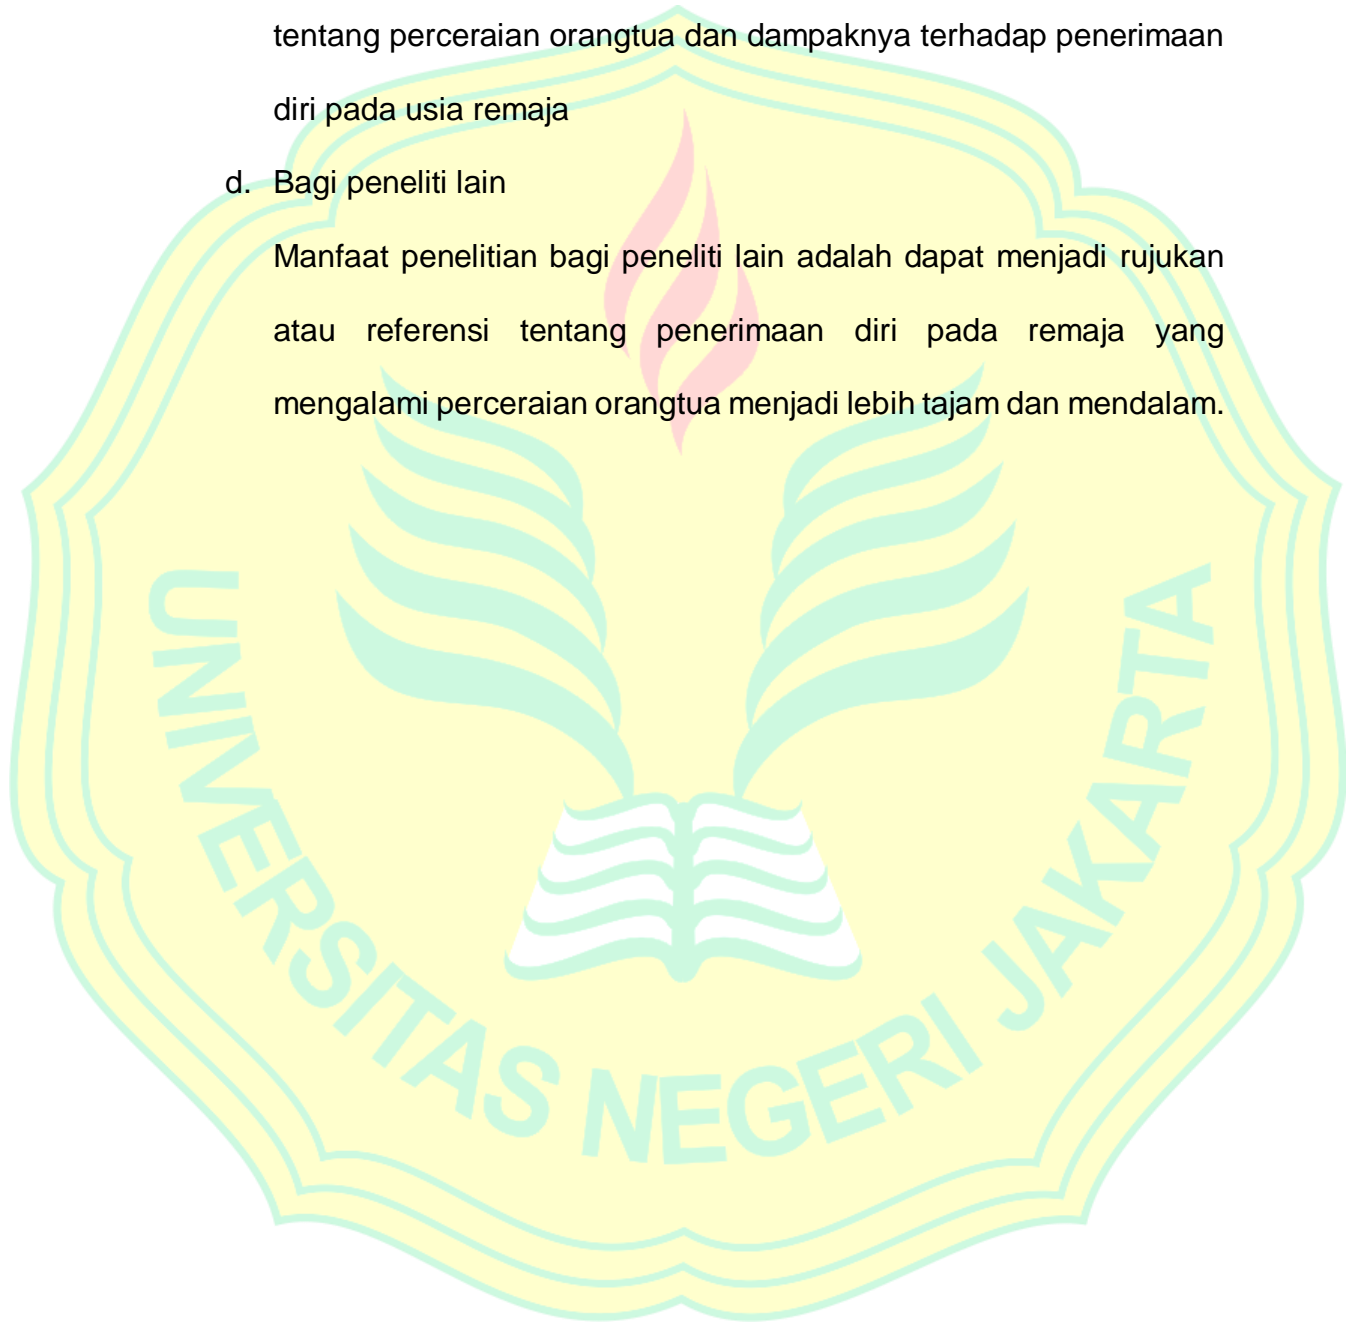 tentang perceraian orangtua dan dampaknya terhadap penerimaan
diri pada usia remaja
d. Bagi peneliti lain
Manfaat penelitian bagi peneliti lain adalah dapat menjadi rujukan
atau referensi tentang penerimaan diri pada remaja yang
mengalami perceraian orangtua menjadi lebih tajam dan mendalam.
UNIVERSITAS NEGERI JAKARTA